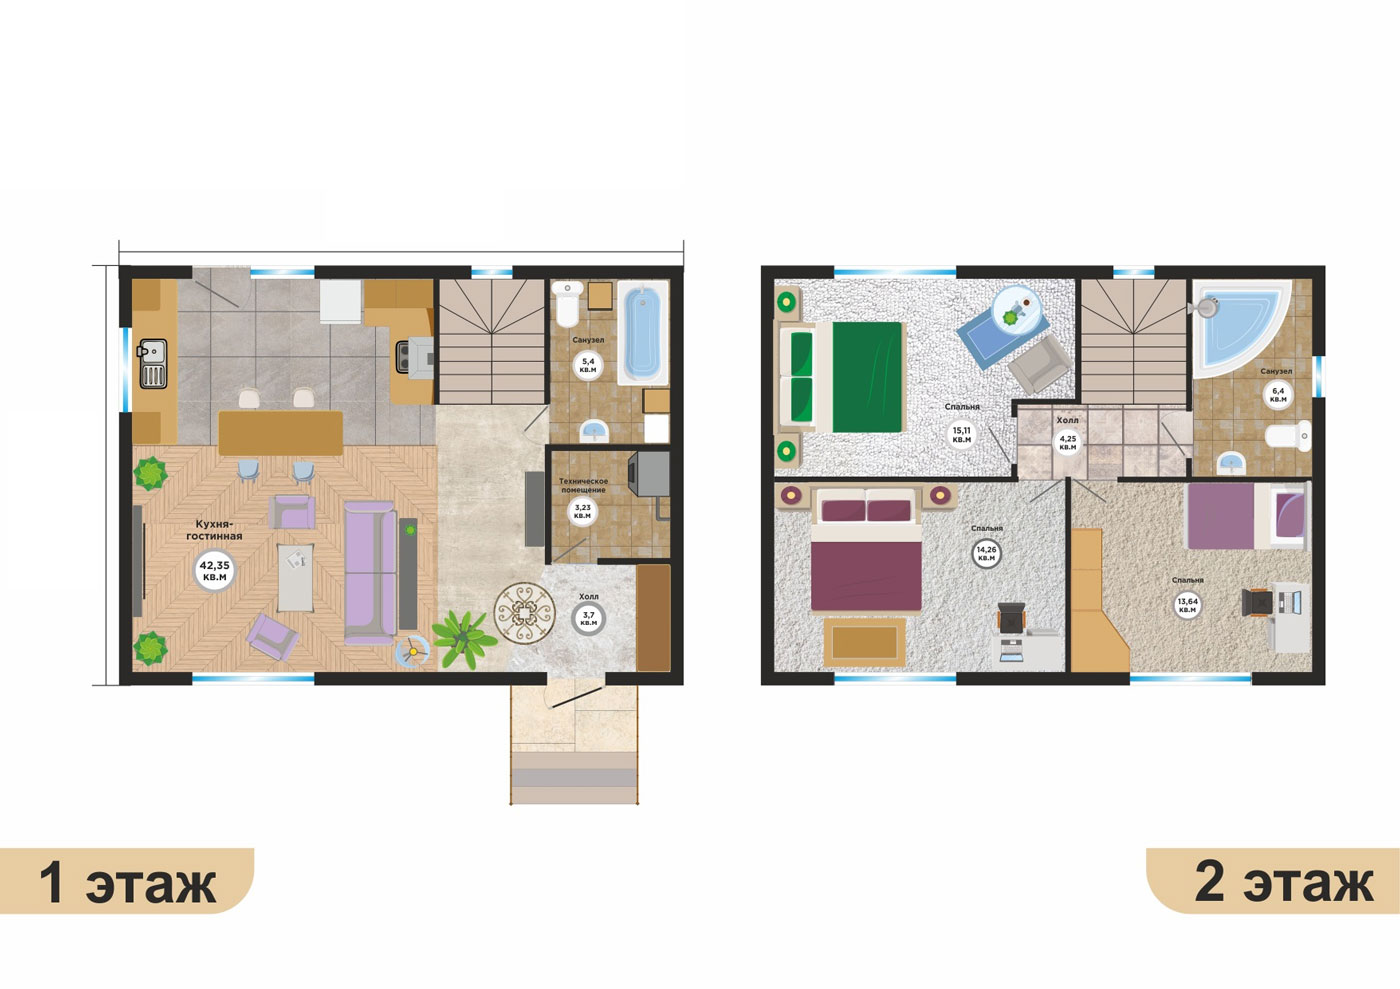 Санузел
5,4
КВ.М
Техническое
помещение
3,23
КВ.М
Кухня-
гостинная
42,35
КВ.М
Холл
3,7
КВ.М
Спальня
15,11
КВ.М
Холл
4,25
КВ.М
Санузел
6,4
КВ.М
Спальня
14,26
КВ.М
Спальня
13,64
КВ.М
1 этаж
2 этаж